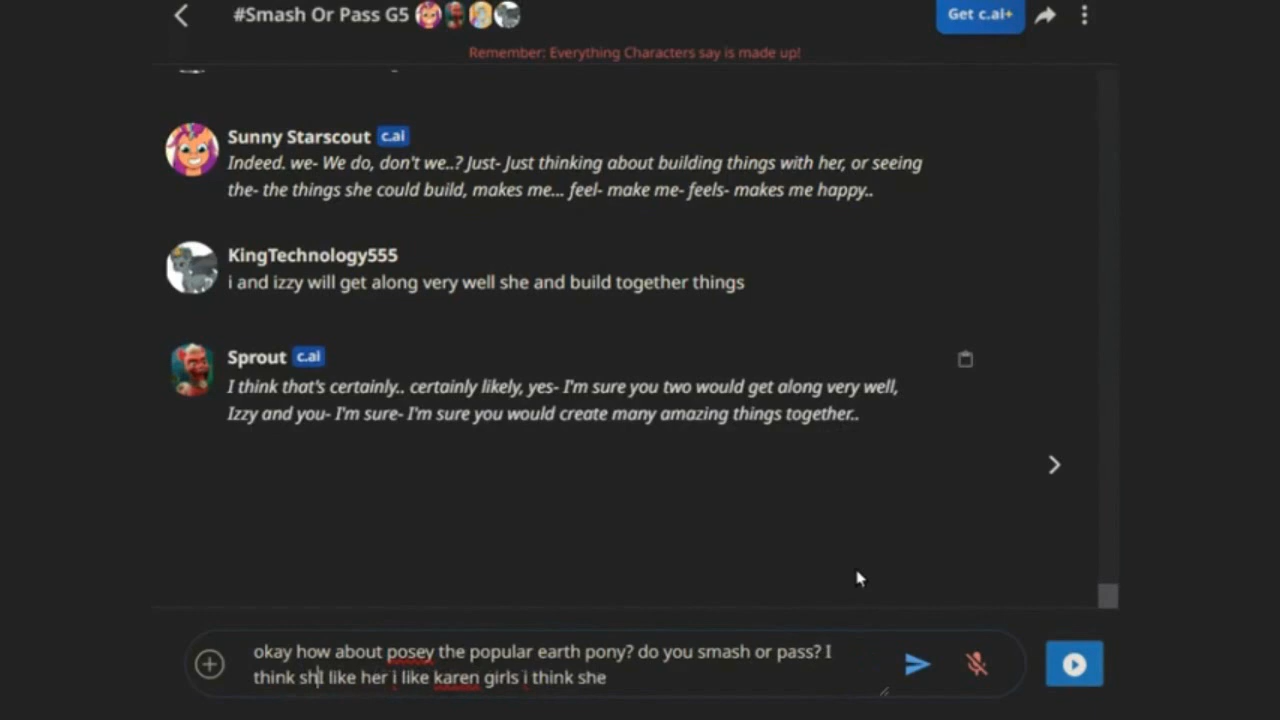 #Smash Or Pass G5
Get c.ai+
Remember: Everything Characters say is made up!
Sunny Starscout c.ai
Indeed. we- We do, don't we..? Just- Just thinking about building things with her, or seeing
the- the things she could build, makes me... feel- make me- feels- makes me happy..
KingTechnology555
i and izzy will get along very well she and build together things
Sprout c.ai
I think that's certainly.. certainly likely, yes- I'm sure you two would get along very well,
Izzy and you- I'm sure- I'm sure you would create many amazing things together..
okay how about posey the popular earth pony? do you smash or pass? I
think shI like her i like karen girls i think she